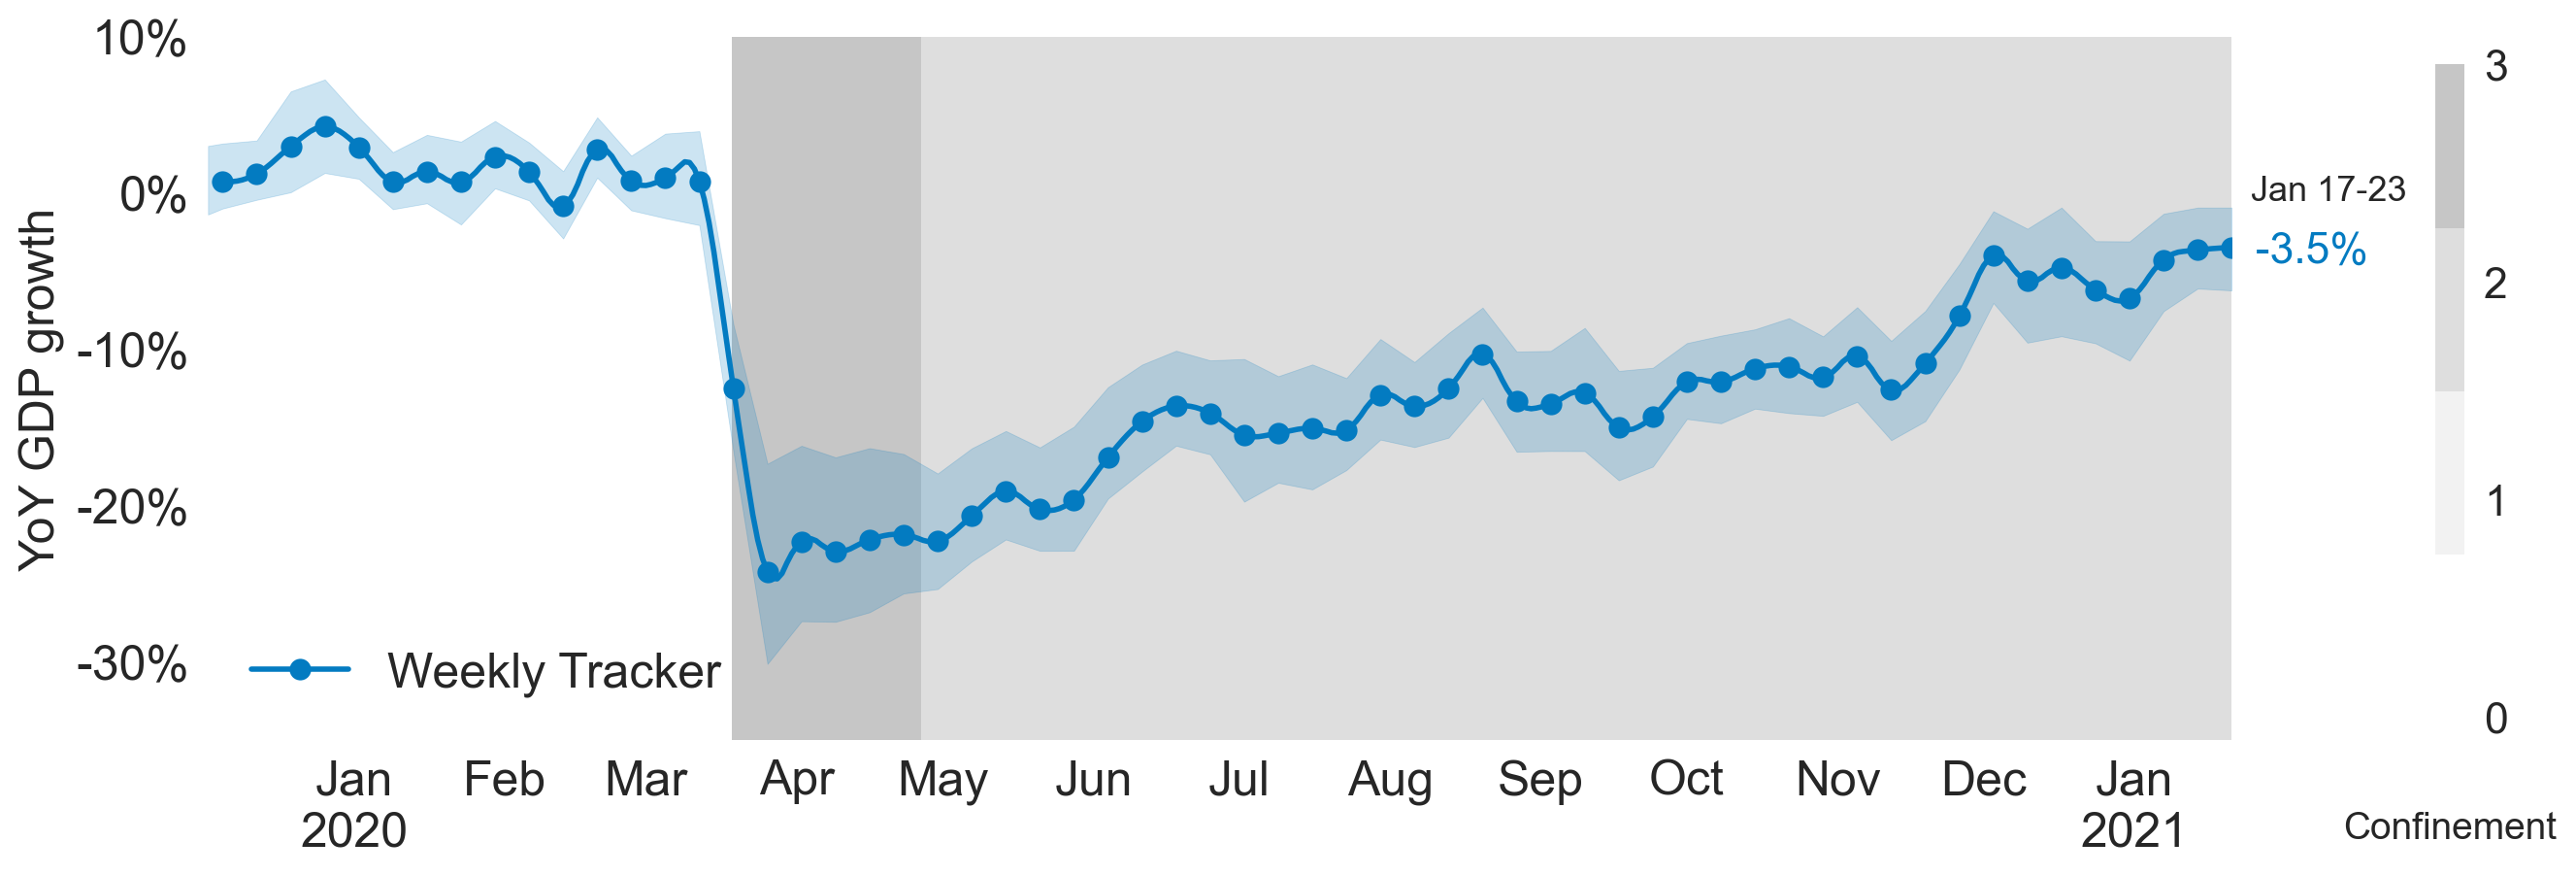 10%
0%
-10%
-20%
-30%
YoY GDP growth
Weekly Tracker
Jan Feb Mar Apr May Jun Jul Aug Sep Oct Nov Dec Jan
2020 2021
Jan 17-23
-3.5%
3
2
1
0
Confinement